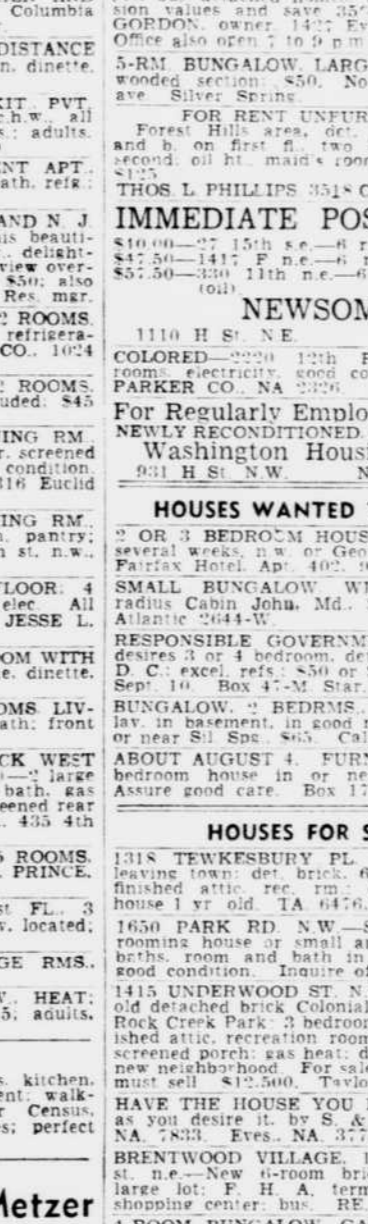 Columbia
DISTANCE
n. dinette.
KIT. PVT.
c.h.w., all
s.; adults.
NT APT.,
ath, refg.;
AND N. J.
is beauti-
., delight-
view over-
$50; also
Res. mgr.
2 ROOMS.
refrigera-
CO., 1024
2 ROOMS.
uded. $45
ING RM.,
r. screened
condition.
316 Euclid
ING RM.,
n. pantry;
n st. n.w.,
FLOOR. 4
elec. All
JESSE L.
OM WITH
e. dinette.
OMS. LIV-
ath; front
CK WEST
0—2 large
bath. gas
eened rear
. 435 4th
ROOMS.
PRINCE.
st FL., 3
w. located;
GE RMS.,
W., HEAT;
5; adults.
s. kitchen.
ent; walk-
r Census,
es; perfect
Metzer
sion values and save 35%
GORDON, owner 1427 Ev
Office also open 7 to 9 p m
5-RM. BUNGALOW. LARG
wooded section; $50. No
ave Silver Spring.
FOR RENT UNFUR
Forest Hills area, det.
and b. on first fl., two
second; oil ht. maid's room
$125
THOS. L. PHILLIPS 3518 C
IMMEDIATE POS
$40.00—27 15th s.e.—6 r
$47.50—1417 F n.e.—6
$57.50—330 11th n.e.—6
(oil).
NEWSOM
1110 H St. N.E.
COLORED—2220 12th
rooms, electricity, good co
PARKER CO., NA 2326.
For Regularly Emplo
NEWLY RECONDITIONED.
Washington Housi
931 H St. N.W. N
HOUSES WANTED
2 OR 3 BEDROOM HOUS
several weeks, n.w. or Geo
Fairfax Hotel, Apt. 402.
SMALL BUNGALOW WI
radius Cabin John, Md.,
Atlantic 2644-W.
RESPONSIBLE GOVERNM
desires 3 or 4 bedroom, de
D. C.; excel. refs.; $50 or
Sept. 10. Box 47-M. Star.
BUNGALOW, 2 BEDRMS.,
lav. in basement, in good
or near Sil Spg., $65. Cal
ABOUT AUGUST 4. FURN
bedroom house in or ne
Assure good care. Box 17
HOUSES FOR S
1318 TEWKESBURY PL.
leaving town; det. brick, 6
finished attic, rec. rm.;
house 1 yr old. TA. 6476.
1650 PARK RD. N.W.—S
rooming house or small a
baths, room and bath in
good condition. Inquire of
1415 UNDERWOOD ST. N.
old detached brick Colonial
Rock Creek Park; 3 bedroom
ished attic, recreation room
screened porch; gas heat; d
new neighborhood. For sale
must sell. $12,500. Taylo
HAVE THE HOUSE YOU
as you desire it, by S. &
NA. 7833. Eves., NA. 377
BRENTWOOD VILLAGE, 1
st. n.e.—New 6-room bri
large lot; F. H. A. term
shopping center; bus. RE.